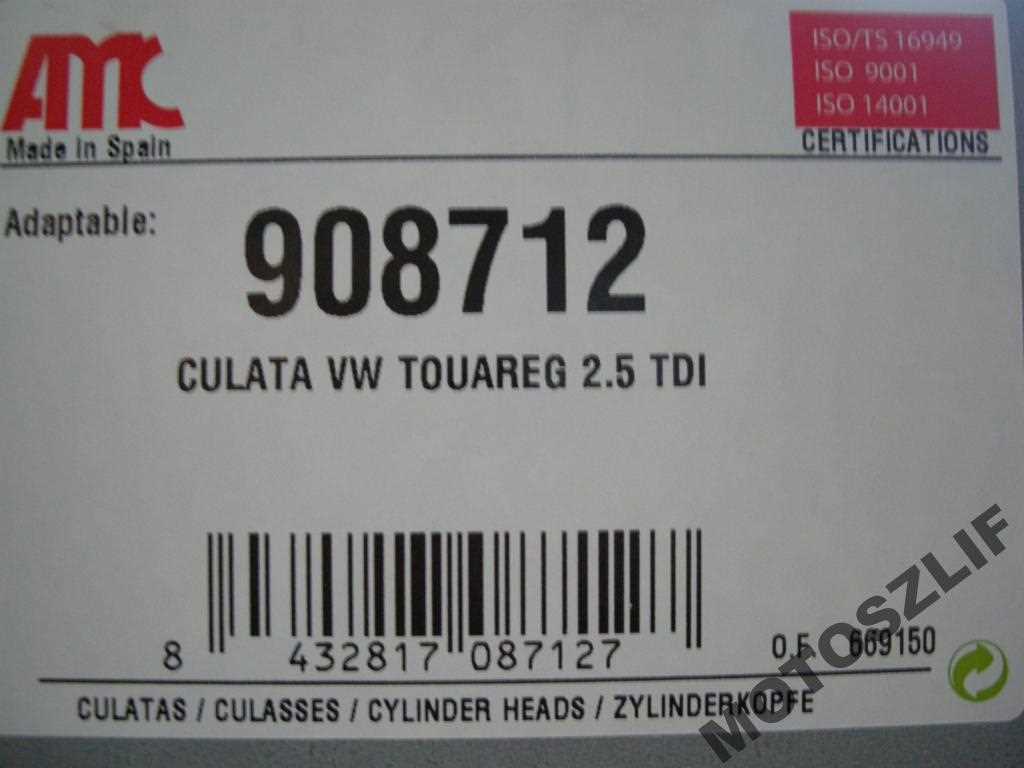 AMC
Made in Spain
ISO/TS 16949
ISO 9001
ISO 14001
CERTIFICATIONS
Adaptable:
908712
CULATA VW TOUAREG 2.5 TDI
8 432817 087127
O.F. 669150
CULATAS / CULASSES / CYLINDER HEADS / ZYLINDERKOPFE
MOTOSZLIF